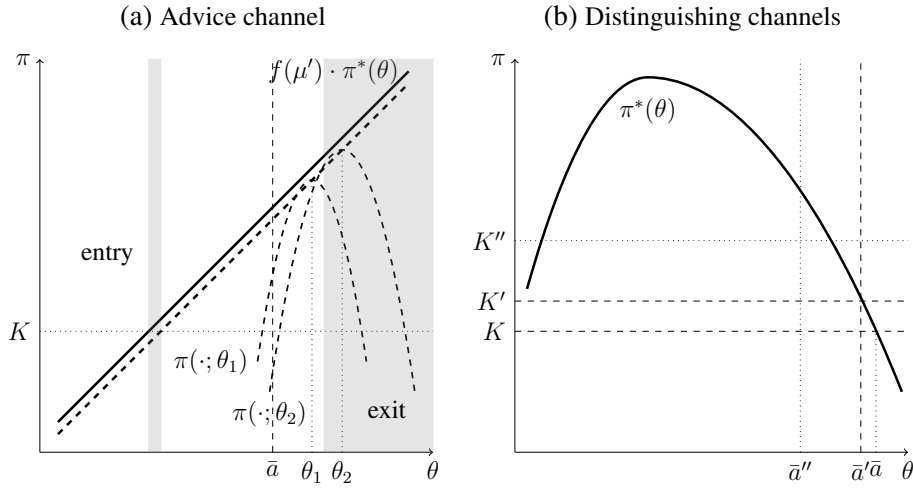 (a) Advice channel
π
f(μ′) · π*(θ)
entry
K
π(·; θ₁)
π(·; θ₂)
exit
ā
θ₁
θ₂
θ
(b) Distinguishing channels
π
π*(θ)
K″
K′
K
ā″
ā′
ā
θ